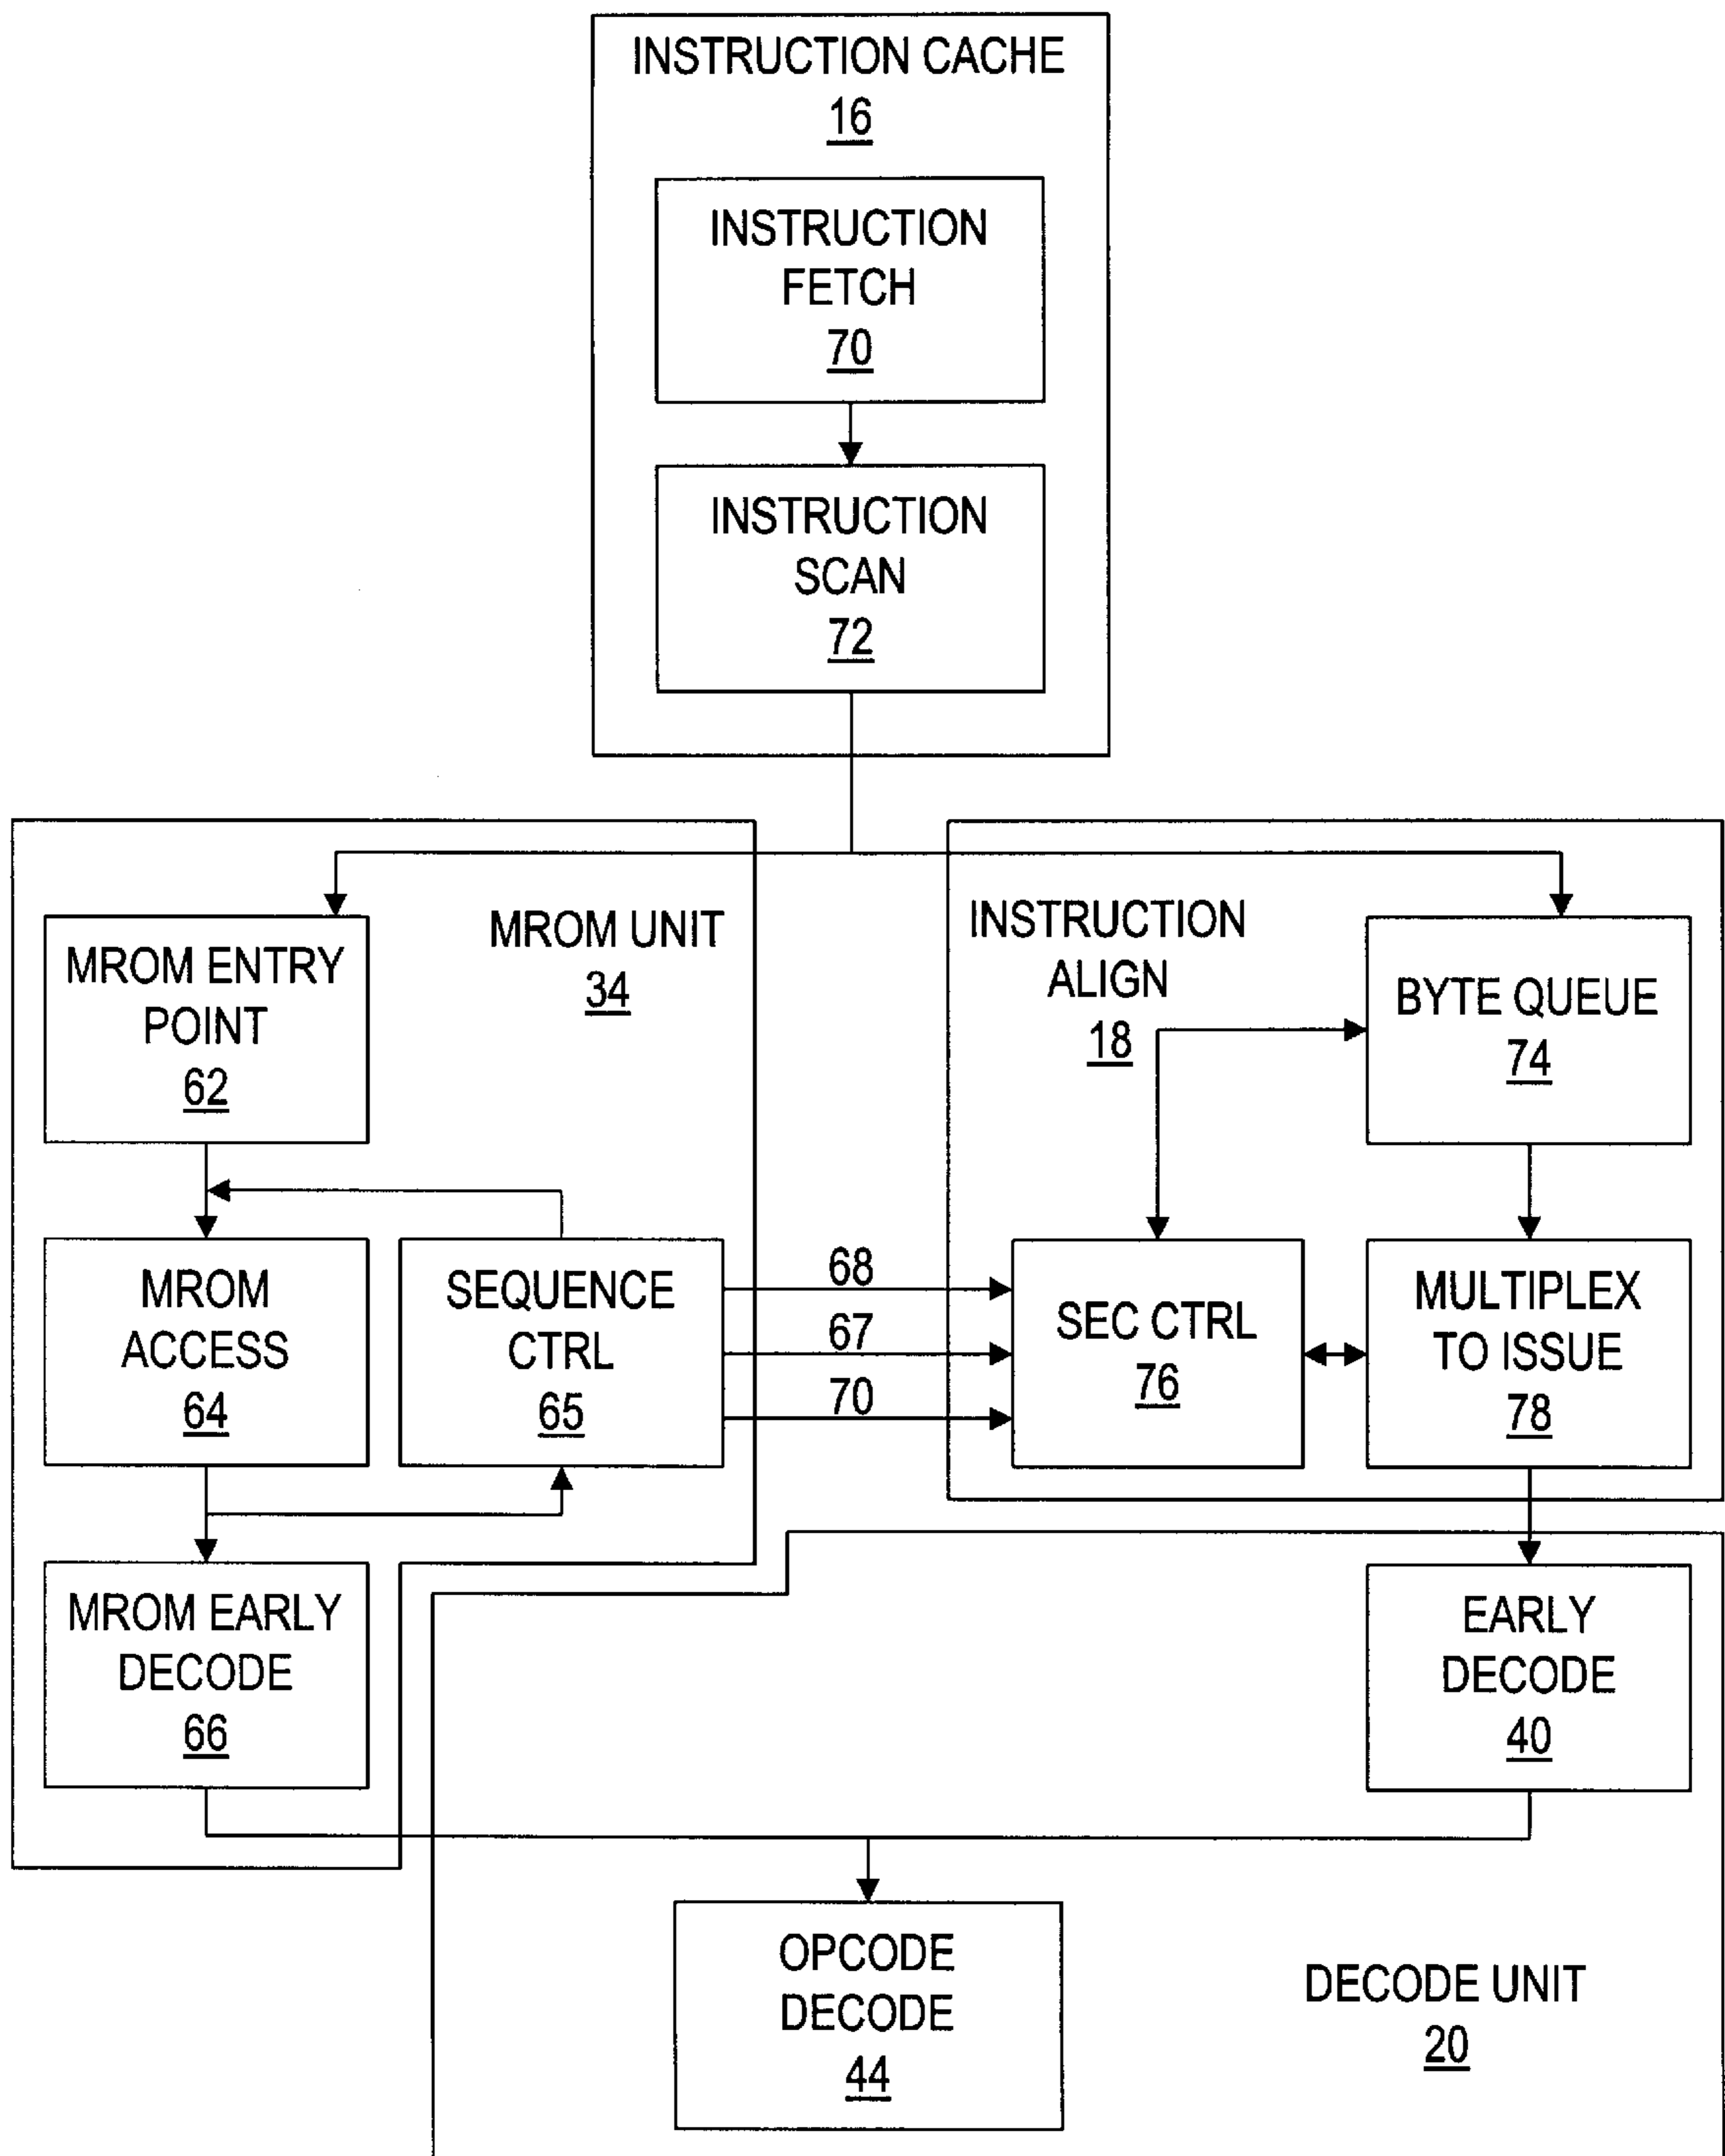 INSTRUCTION CACHE
16
INSTRUCTION
FETCH
70
INSTRUCTION
SCAN
72
MROM UNIT
34
MROM ENTRY
POINT
62
INSTRUCTION
ALIGN
18
BYTE QUEUE
74
MROM
ACCESS
64
SEQUENCE
CTRL
65
68
67
70
SEC CTRL
76
MULTIPLEX
TO ISSUE
78
MROM EARLY
DECODE
66
EARLY
DECODE
40
OPCODE
DECODE
44
DECODE UNIT
20